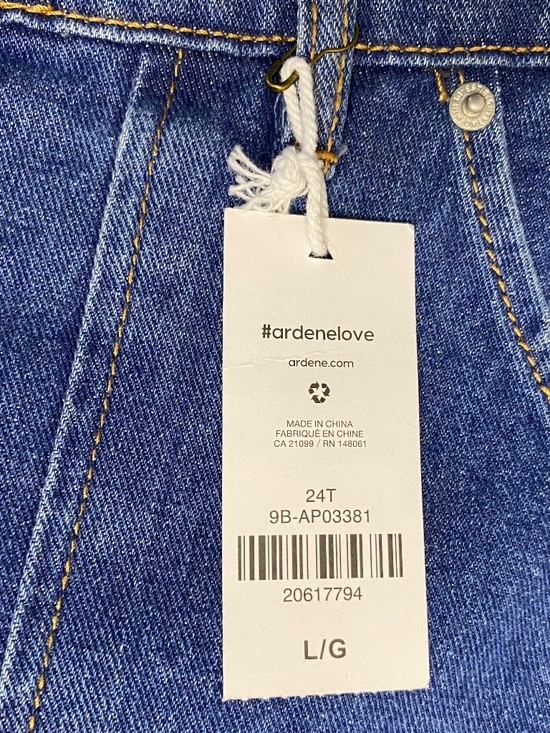 #ardenelove
ardene.com
MADE IN CHINA
FABRIQUÉ EN CHINE
CA 21099 / RN 148061
24T
9B-AP03381
20617794
L/G